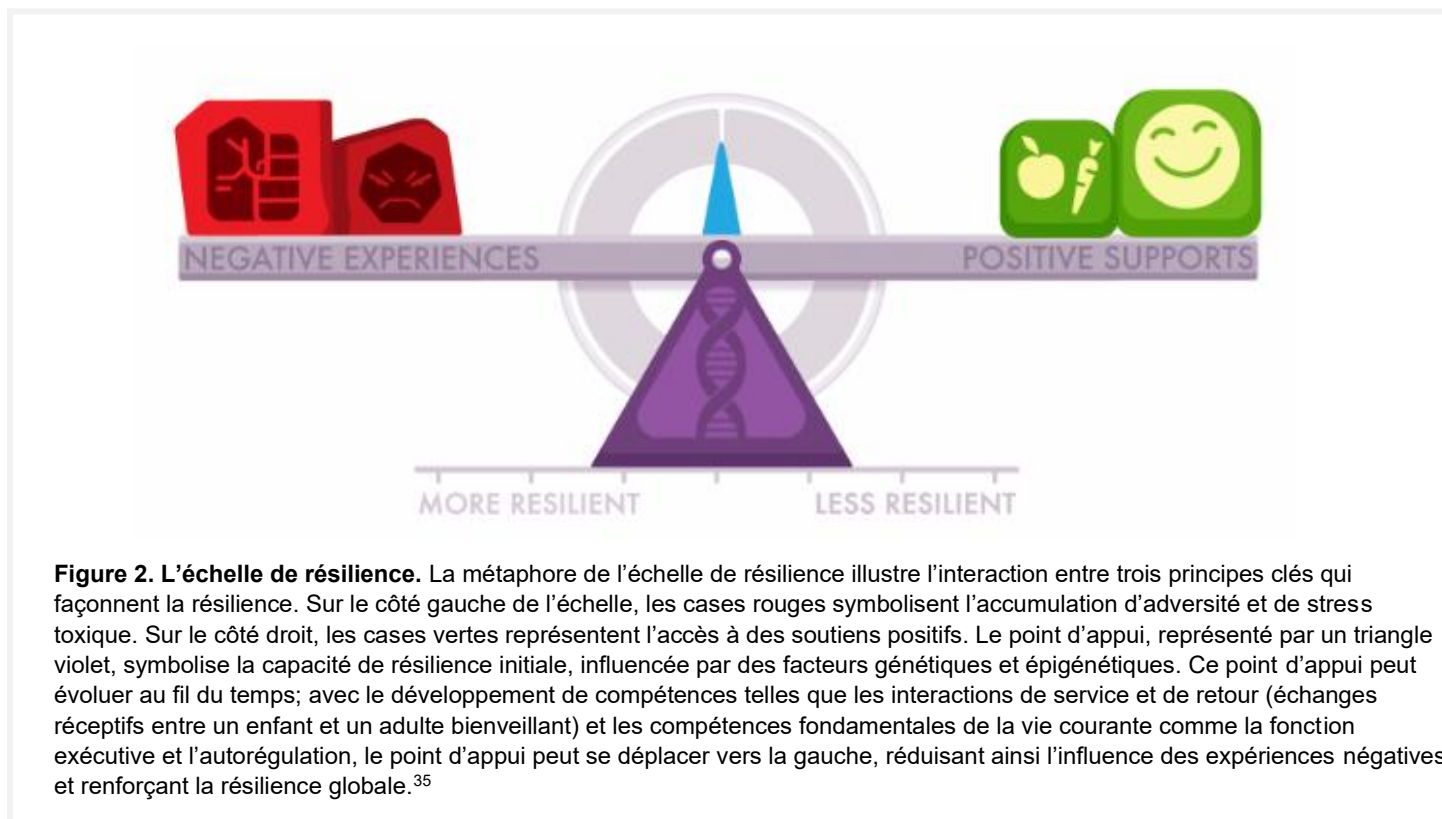 NEGATIVE EXPERIENCES
POSITIVE SUPPORTS
MORE RESILIENT
LESS RESILIENT
Figure 2. L’échelle de résilience. La métaphore de l’échelle de résilience illustre l’interaction entre trois principes clés qui
façonnent la résilience. Sur le côté gauche de l’échelle, les cases rouges symbolisent l’accumulation d’adversité et de stress
toxique. Sur le côté droit, les cases vertes représentent l’accès à des soutiens positifs. Le point d’appui, représenté par un triangle
violet, symbolise la capacité de résilience initiale, influencée par des facteurs génétiques et épigénétiques. Ce point d’appui peut
évoluer au fil du temps; avec le développement de compétences telles que les interactions de service et de retour (échanges
réceptifs entre un enfant et un adulte bienveillant) et les compétences fondamentales de la vie courante comme la fonction
exécutive et l’autorégulation, le point d’appui peut se déplacer vers la gauche, réduisant ainsi l’influence des expériences négatives
et renforçant la résilience globale.35